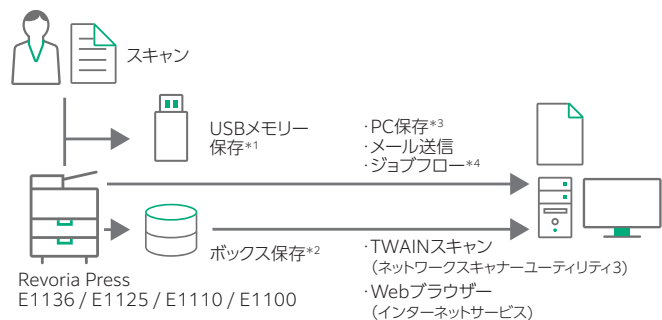 スキャン
USBメモリー
保存*1
・PC保存*3
・メール送信
・ジョブフロー*4
ボックス保存*2
・TWAINスキャン
（ネットワークスキャナーユーティリティ3）
・Webブラウザー
（インターネットサービス）
Revoria Press
E1136 / E1125 / E1110 / E1100